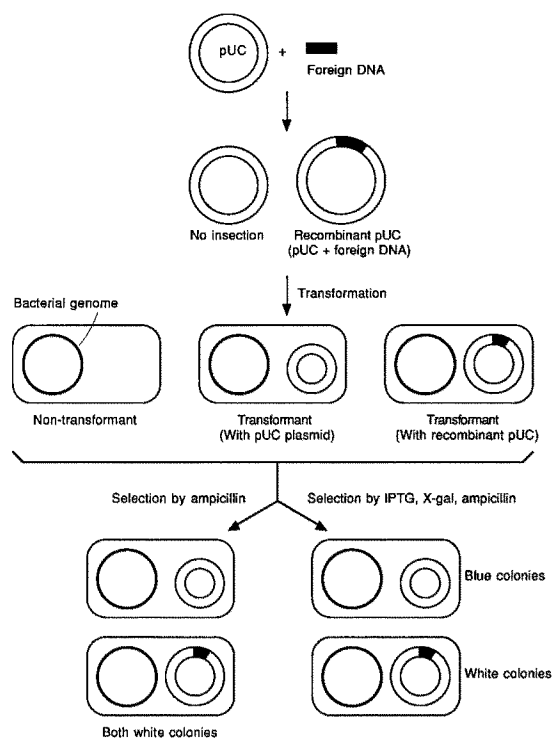 pUC
+
Foreign DNA
No insection
Recombinant pUC
(pUC + foreign DNA)
Transformation
Bacterial genome
Non-transformant
Transformant
(With pUC plasmid)
Transformant
(With recombinant pUC)
Selection by ampicillin
Selection by IPTG, X-gal, ampicillin
Blue colonies
White colonies
Both white colonies